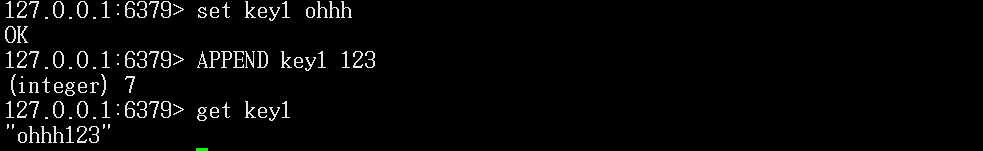 127.0.0.1:6379> set key1 ohhh
OK
127.0.0.1:6379> APPEND key1 123
(integer) 7
127.0.0.1:6379> get key1
"ohhh123"